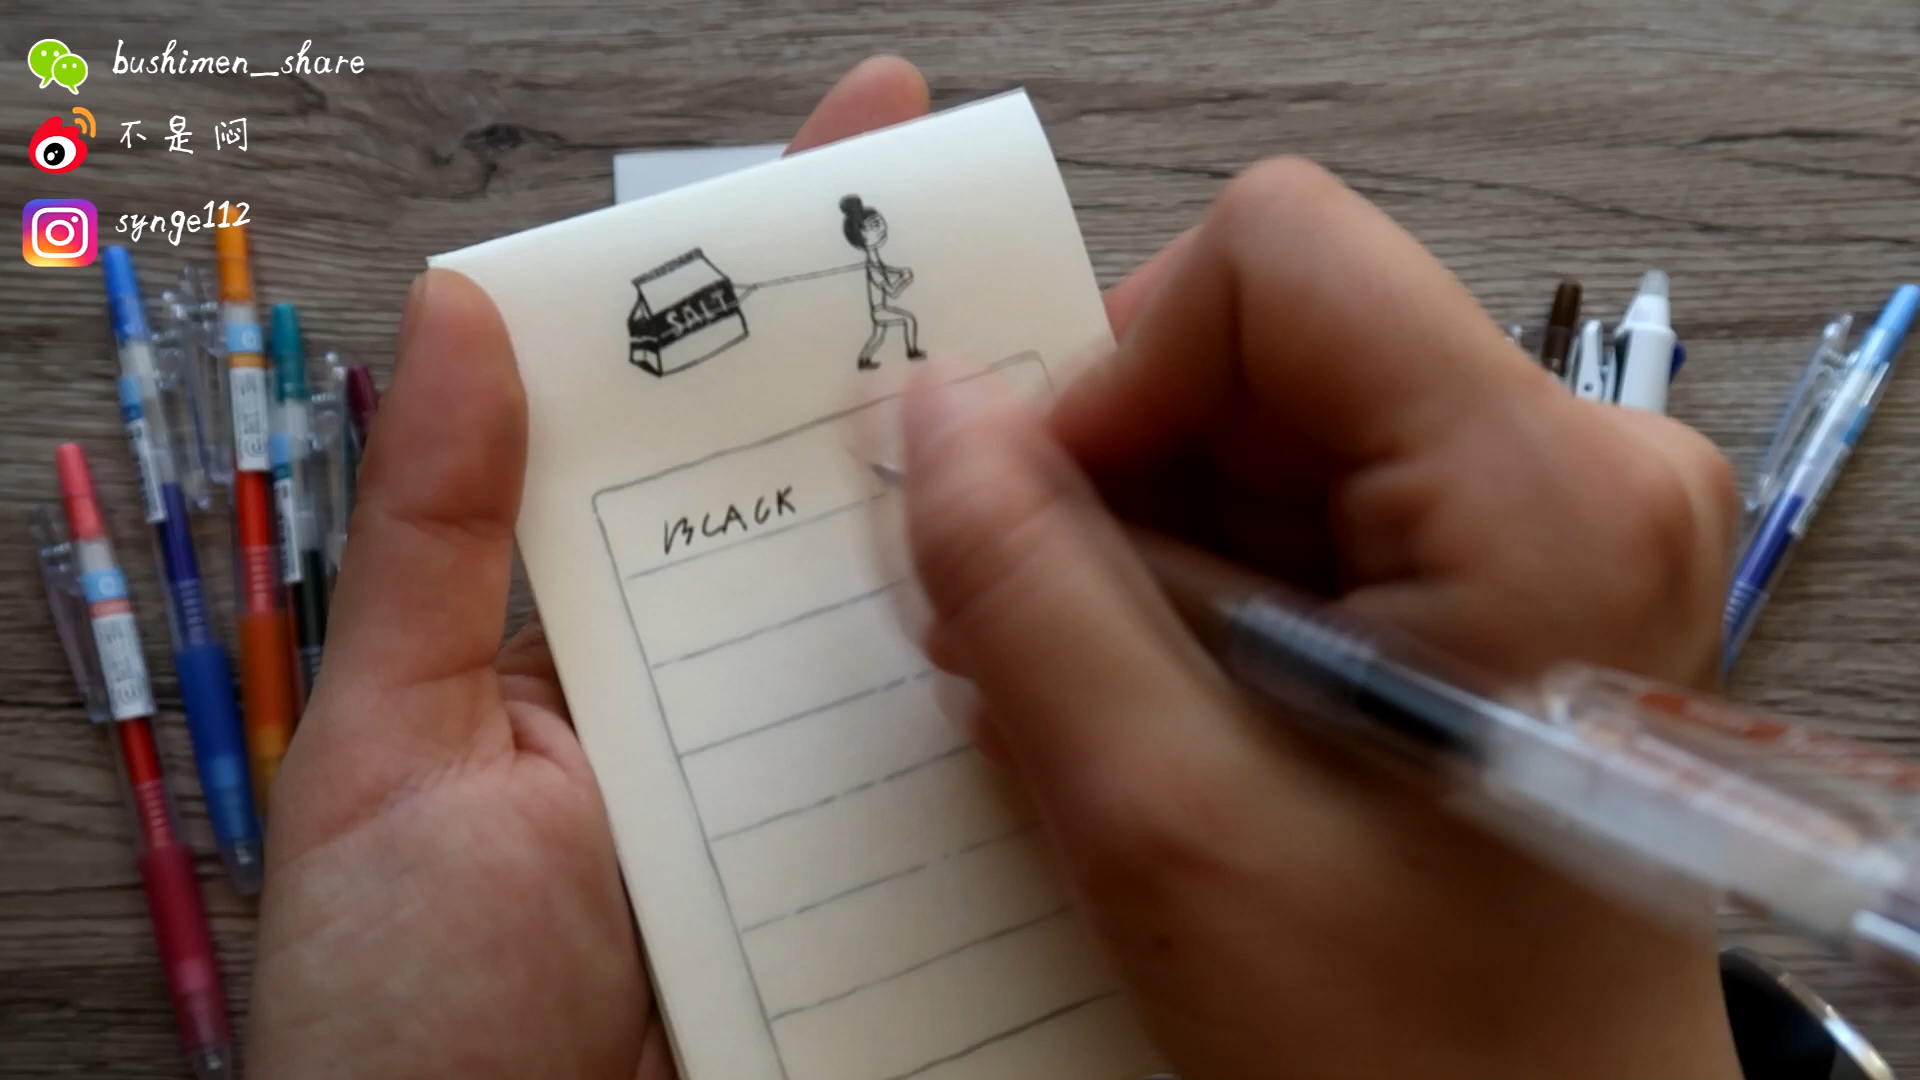 bushimen_share
不是闷
synge112
SALT
BLACK